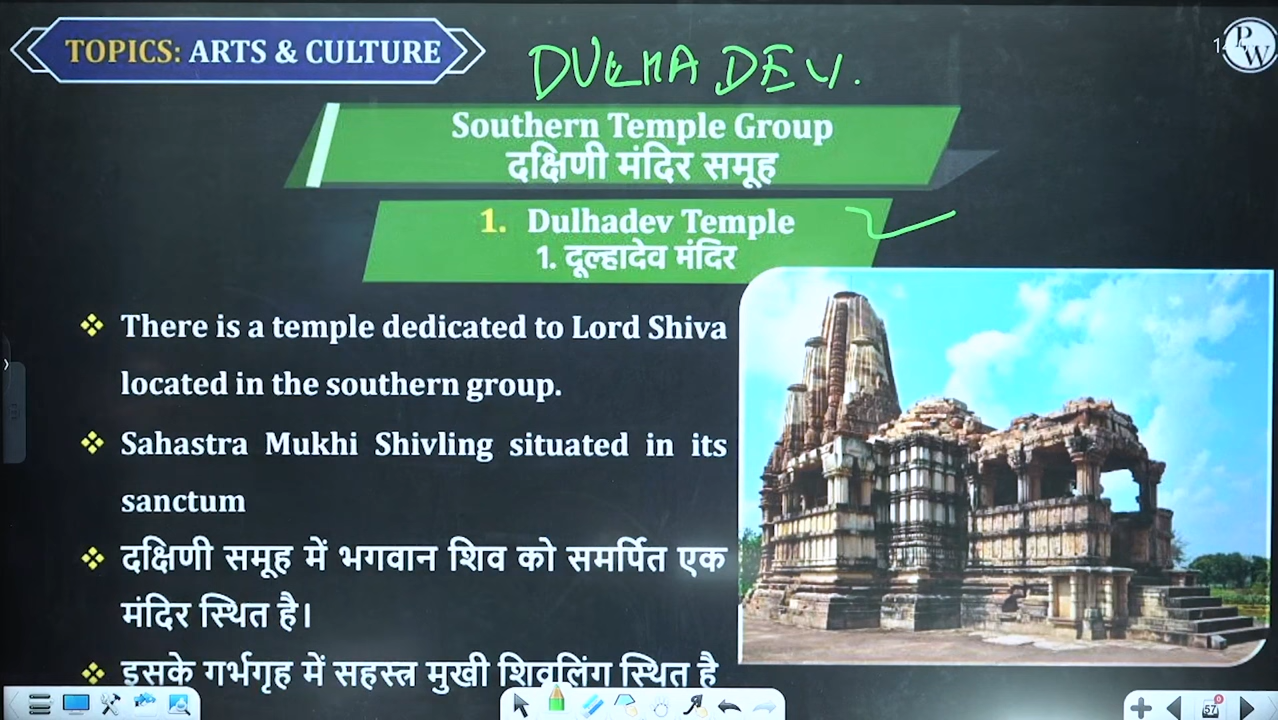 TOPICS: ARTS & CULTURE
DULHA DEV.
PW
Southern Temple Group
दक्षिणी मंदिर समूह
1. Dulhadev Temple
1. दूल्हादेव मंदिर
❖ There is a temple dedicated to Lord Shiva
located in the southern group.
❖ Sahastra Mukhi Shivling situated in its
sanctum
❖ दक्षिणी समूह में भगवान शिव को समर्पित एक
मंदिर स्थित है।
❖ इसके गर्भगृह में सहस्त्र मुखी शिवलिंग स्थित है
57